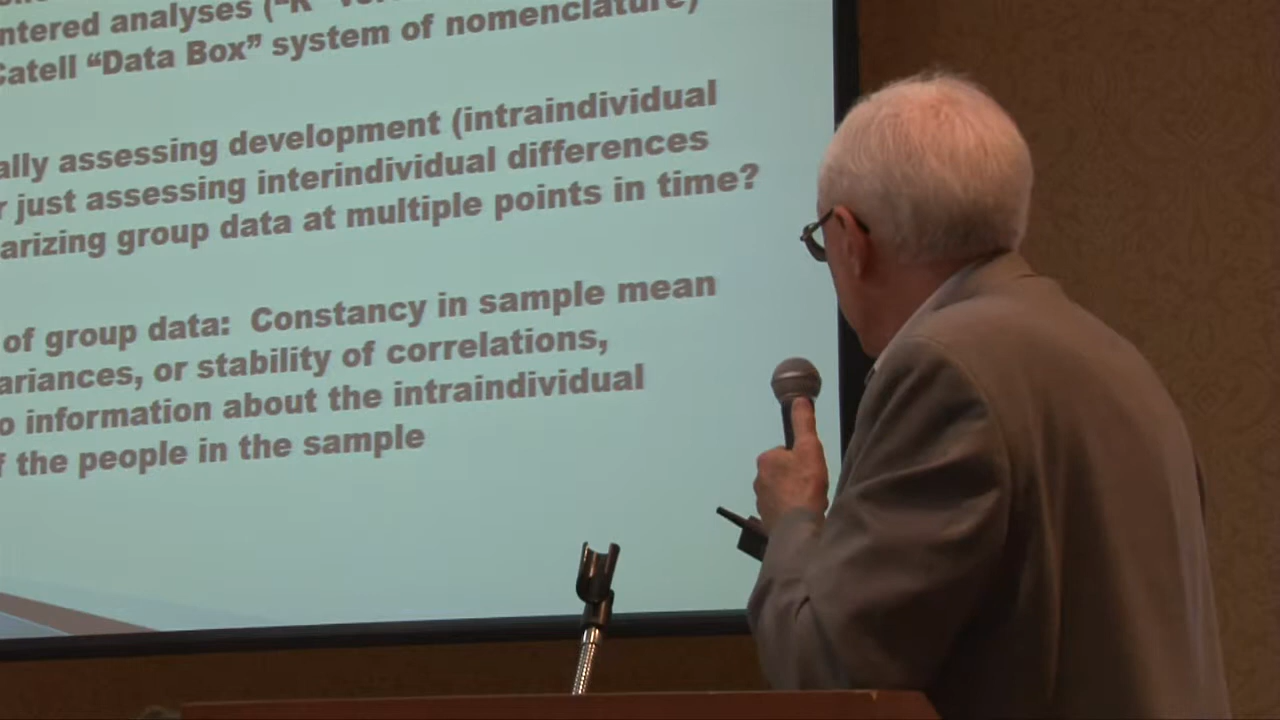 ntered analyses ("R"
Catell “Data Box” system of nomenclature)
ally assessing development (intraindividual
r just assessing interindividual differences
arizing group data at multiple points in time?
of group data: Constancy in sample mean
ariances, or stability of correlations,
o information about the intraindividual
f the people in the sample